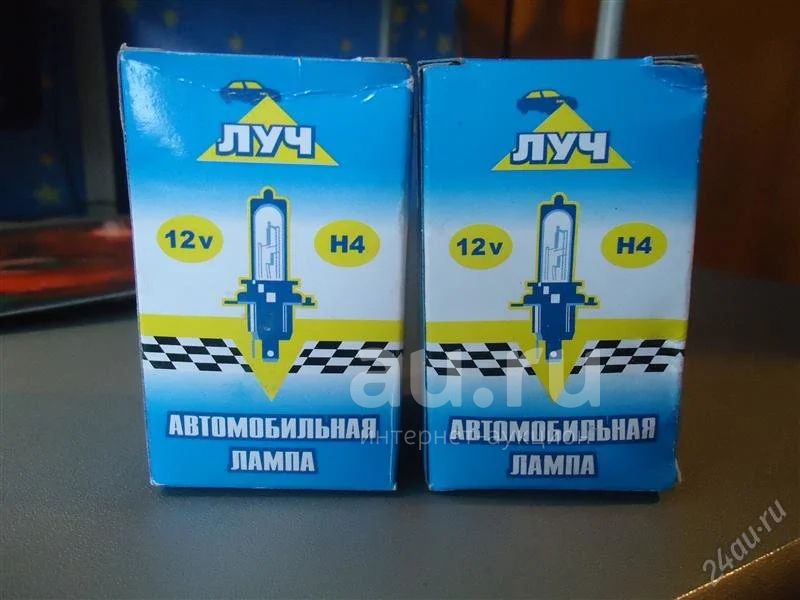 ЛУЧ
12v
H4
АВТОМОБИЛЬНАЯ
ЛАМПА
ЛУЧ
12v
H4
АВТОМОБИЛЬНАЯ
ЛАМПА
au.ru
интернет-аукцион
24au.ru